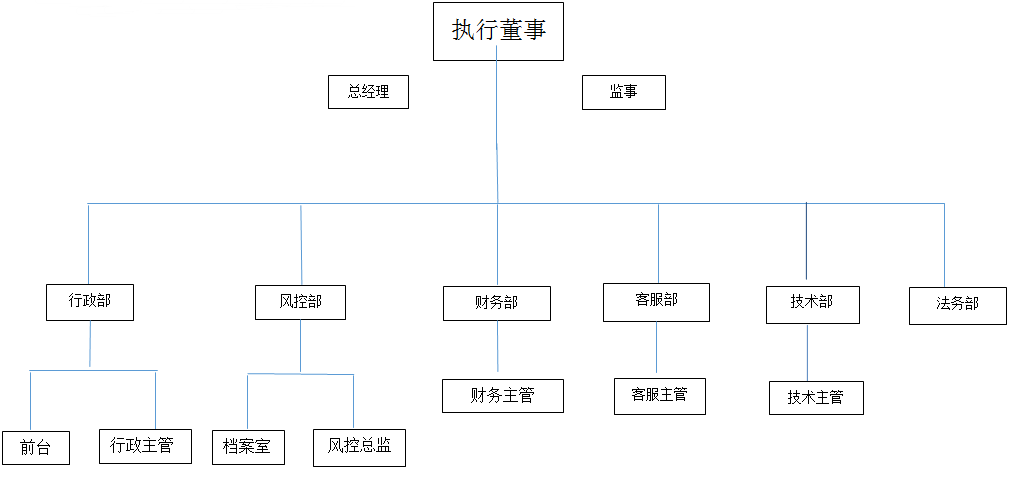 执行董事
总经理
监事
行政部
风控部
财务部
客服部
技术部
法务部
前台
行政主管
档案室
风控总监
财务主管
客服主管
技术主管